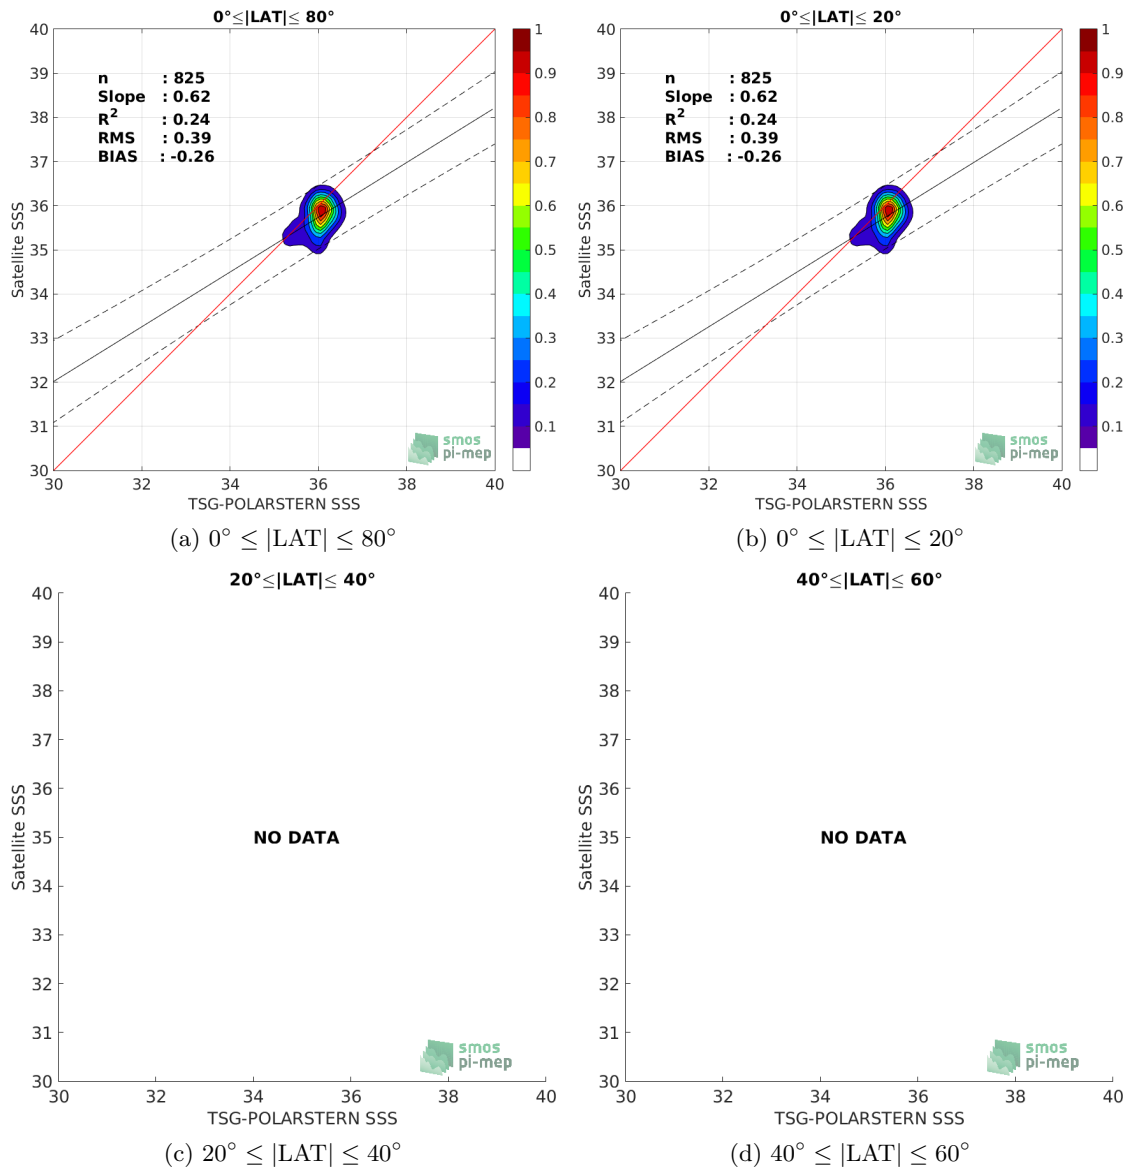 0°≤|LAT|≤ 80°
40
39
38
37
36
35
34
33
32
31
30
n : 825
Slope : 0.62
R² : 0.24
RMS : 0.39
BIAS : -0.26
Satellite SSS
smos
pi-mep
30 32 34 36 38 40
TSG-POLARSTERN SSS
1
0.9
0.8
0.7
0.6
0.5
0.4
0.3
0.2
0.1
(a) 0° ≤ |LAT| ≤ 80°
0°≤|LAT|≤ 20°
40
39
38
37
36
35
34
33
32
31
30
n : 825
Slope : 0.62
R² : 0.24
RMS : 0.39
BIAS : -0.26
Satellite SSS
smos
pi-mep
30 32 34 36 38 40
TSG-POLARSTERN SSS
1
0.9
0.8
0.7
0.6
0.5
0.4
0.3
0.2
0.1
(b) 0° ≤ |LAT| ≤ 20°
20°≤|LAT|≤ 40°
40
39
38
37
36
35
34
33
32
31
30
Satellite SSS
NO DATA
smos
pi-mep
30 32 34 36 38 40
TSG-POLARSTERN SSS
(c) 20° ≤ |LAT| ≤ 40°
40°≤|LAT|≤ 60°
40
39
38
37
36
35
34
33
32
31
30
Satellite SSS
NO DATA
smos
pi-mep
30 32 34 36 38 40
TSG-POLARSTERN SSS
(d) 40° ≤ |LAT| ≤ 60°